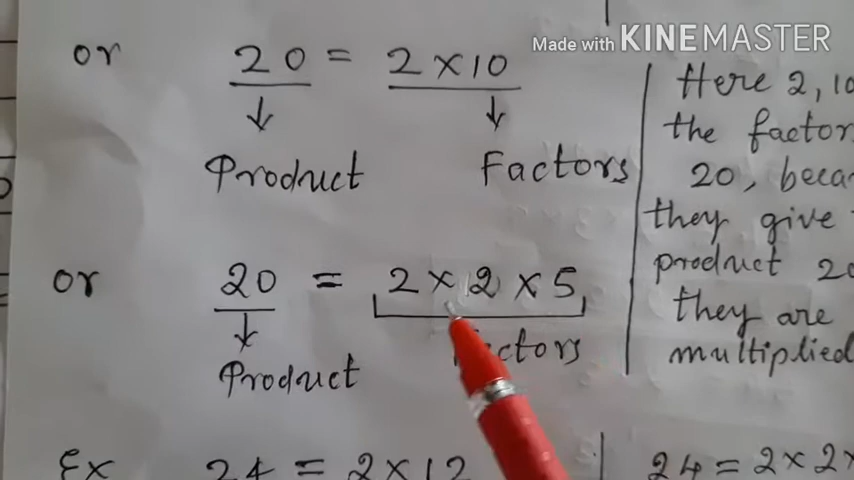 Made with KINEMASTER
or 20 = 2 × 10
Product Factors
or 20 = 2 × 2 × 5
Product
Ex 24 = 2 × 12
Here 2, 10
the factor
20, beca
they give
product 20
they are
multiplied
24 = 2 × 2 ×